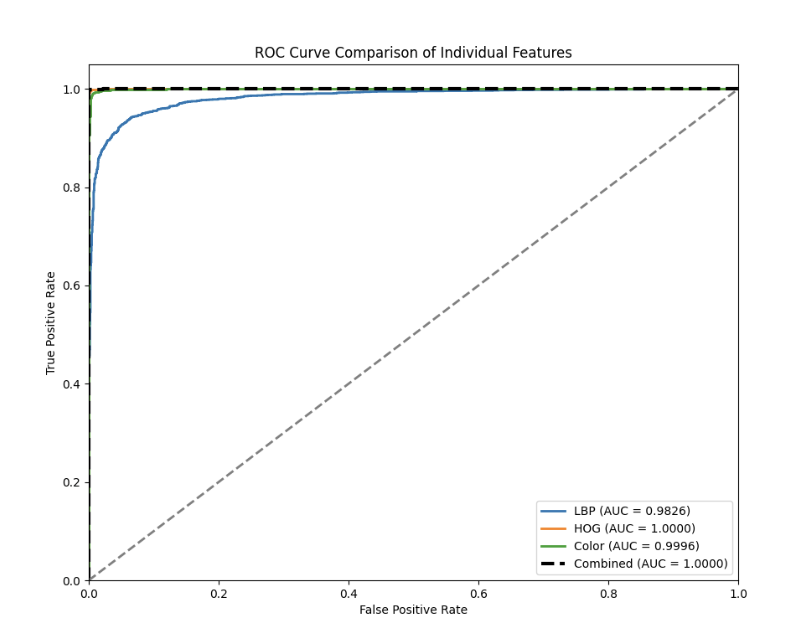 ROC Curve Comparison of Individual Features
True Positive Rate
1.0
0.8
0.6
0.4
0.2
0.0
0.0 0.2 0.4 0.6 0.8 1.0
False Positive Rate
LBP (AUC = 0.9826)
HOG (AUC = 1.0000)
Color (AUC = 0.9996)
Combined (AUC = 1.0000)